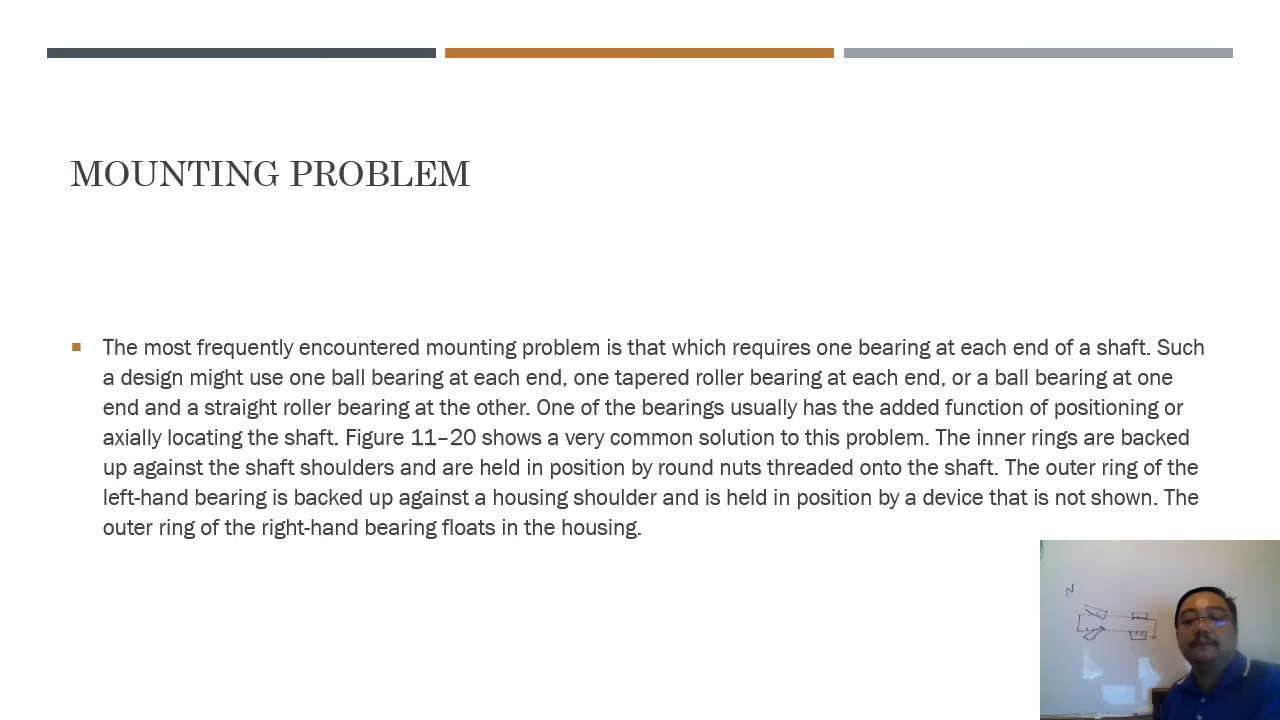 MOUNTING PROBLEM
The most frequently encountered mounting problem is that which requires one bearing at each end of a shaft. Such
a design might use one ball bearing at each end, one tapered roller bearing at each end, or a ball bearing at one
end and a straight roller bearing at the other. One of the bearings usually has the added function of positioning or
axially locating the shaft. Figure 11–20 shows a very common solution to this problem. The inner rings are backed
up against the shaft shoulders and are held in position by round nuts threaded onto the shaft. The outer ring of the
left-hand bearing is backed up against a housing shoulder and is held in position by a device that is not shown. The
outer ring of the right-hand bearing floats in the housing.